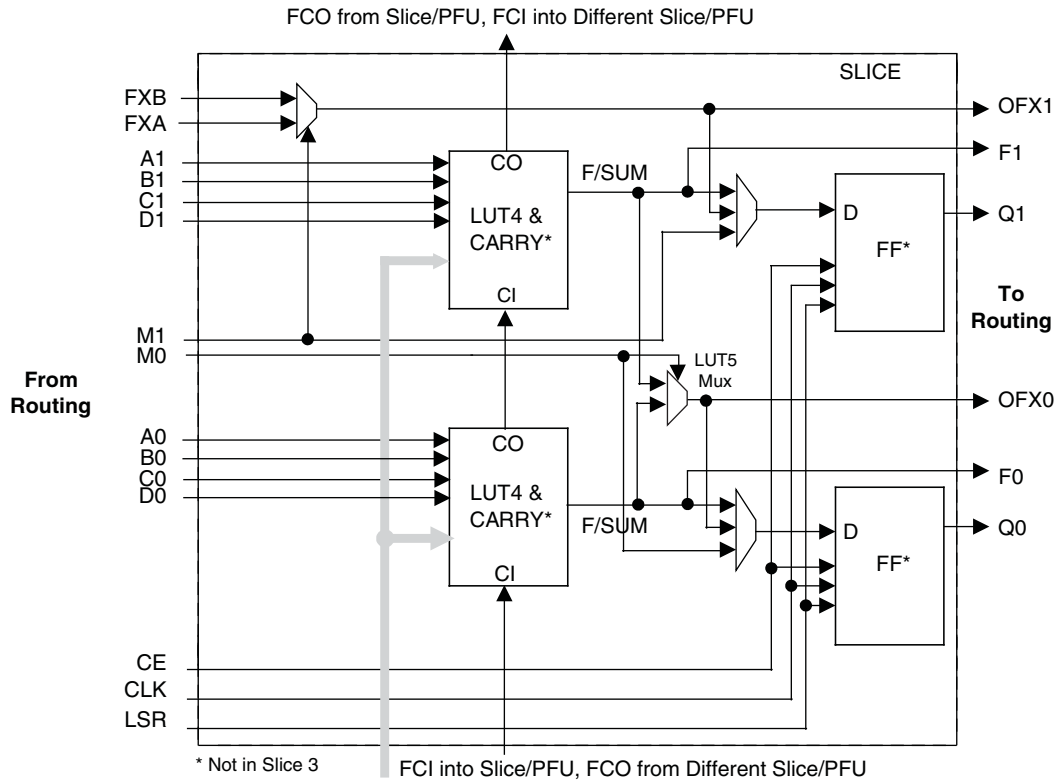 FCO from Slice/PFU, FCI into Different Slice/PFU
SLICE
FXB
FXA
OFX1
F1
A1
B1
C1
D1
CO
LUT4 &
CARRY*
CI
F/SUM
D
FF*
Q1
To
Routing
M1
M0
LUT5
Mux
From
Routing
OFX0
A0
B0
C0
D0
CO
LUT4 &
CARRY*
CI
F/SUM
F0
D
FF*
Q0
CE
CLK
LSR
* Not in Slice 3
FCI into Slice/PFU, FCO from Different Slice/PFU